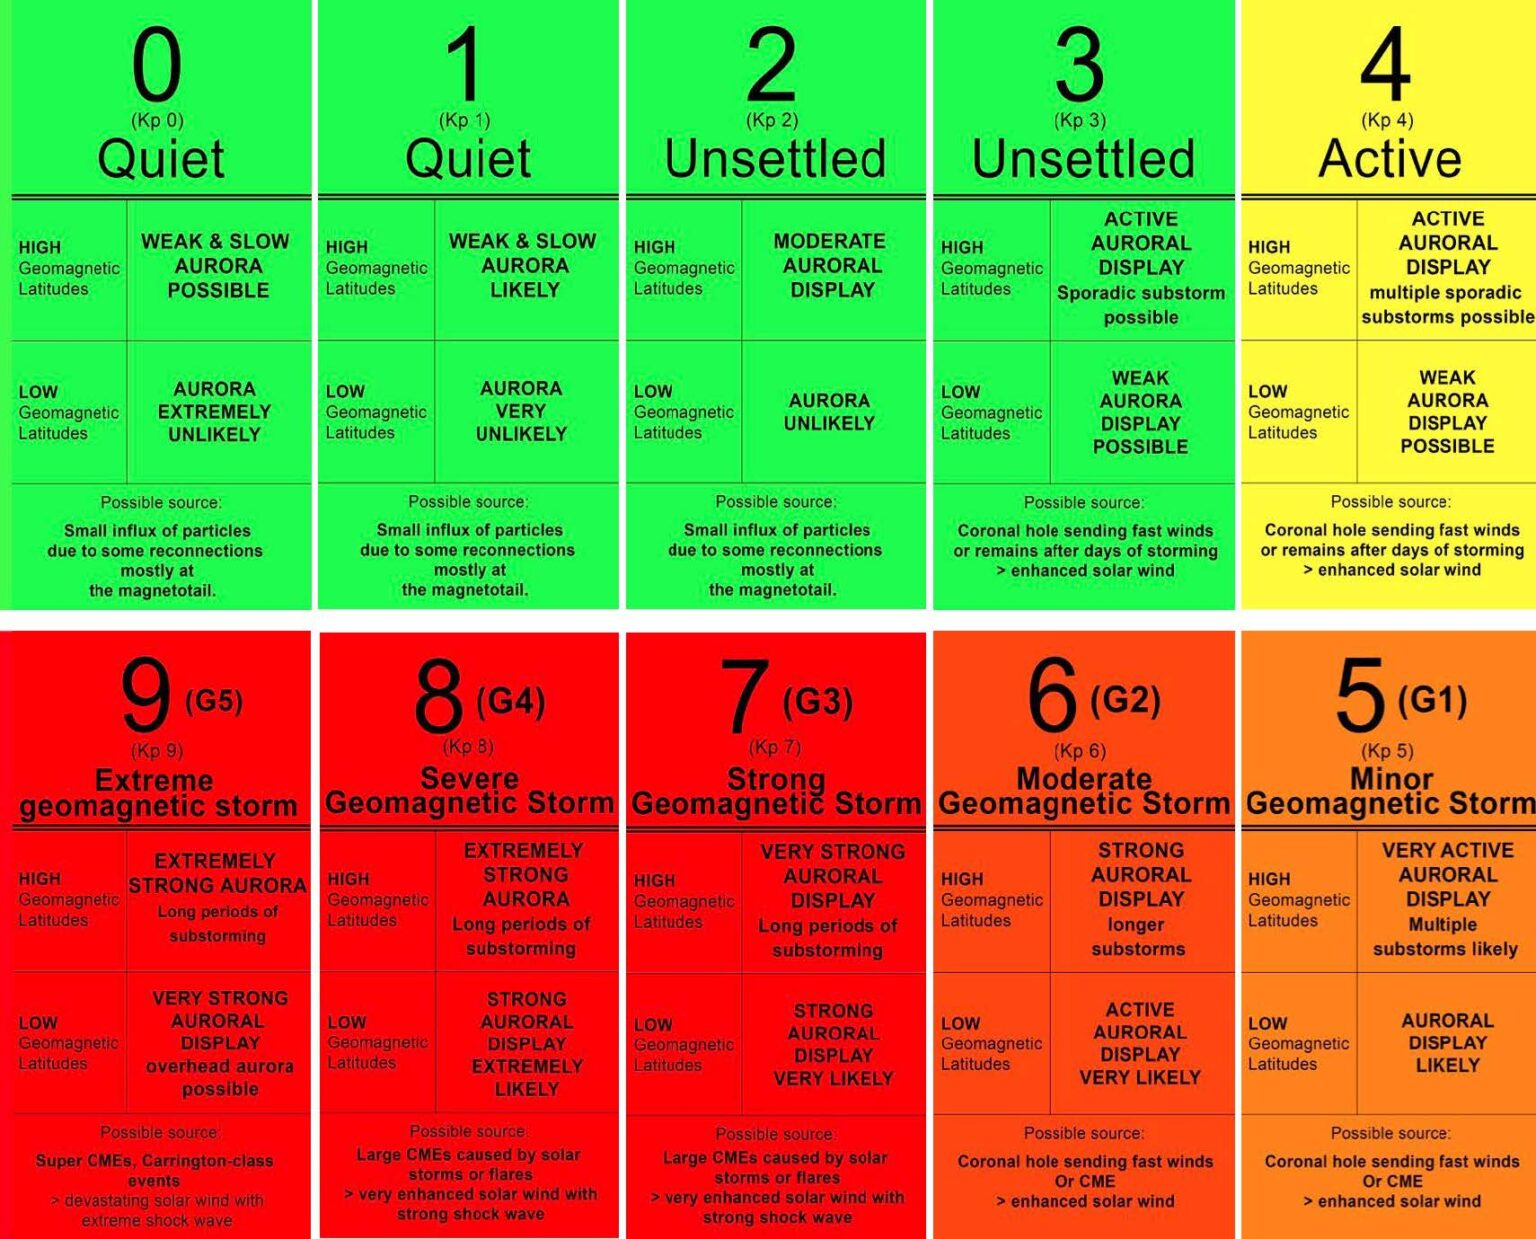 0
(Kp 0)
Quiet
HIGH
Geomagnetic
Latitudes
WEAK & SLOW
AURORA
POSSIBLE
LOW
Geomagnetic
Latitudes
AURORA
EXTREMELY
UNLIKELY
Possible source:
Small influx of particles
due to some reconnections
mostly at
the magnetotail.
1
(Kp 1)
Quiet
HIGH
Geomagnetic
Latitudes
WEAK & SLOW
AURORA
LIKELY
LOW
Geomagnetic
Latitudes
AURORA
VERY
UNLIKELY
Possible source:
Small influx of particles
due to some reconnections
mostly at
the magnetotail.
2
(Kp 2)
Unsettled
HIGH
Geomagnetic
Latitudes
MODERATE
AURORAL
DISPLAY
LOW
Geomagnetic
Latitudes
AURORA
UNLIKELY
Possible source:
Small influx of particles
due to some reconnections
mostly at
the magnetotail.
3
(Kp 3)
Unsettled
HIGH
Geomagnetic
Latitudes
ACTIVE
AURORAL
DISPLAY
Sporadic substorm
possible
LOW
Geomagnetic
Latitudes
WEAK
AURORA
DISPLAY
POSSIBLE
Possible source:
Coronal hole sending fast winds
or remains after days of storming
> enhanced solar wind
4
(Kp 4)
Active
HIGH
Geomagnetic
Latitudes
ACTIVE
AURORAL
DISPLAY
multiple sporadic
substorms possible
LOW
Geomagnetic
Latitudes
WEAK
AURORA
DISPLAY
POSSIBLE
Possible source:
Coronal hole sending fast winds
or remains after days of storming
> enhanced solar wind
9 (G5)
(Kp 9)
Extreme
geomagnetic storm
HIGH
Geomagnetic
Latitudes
EXTREMELY
STRONG AURORA
Long periods of
substorming
LOW
Geomagnetic
Latitudes
VERY STRONG
AURORAL
DISPLAY
overhead aurora
possible
Possible source:
Super CMEs, Carrington-class
events
> devastating solar wind with
extreme shock wave
8 (G4)
(Kp 8)
Severe
Geomagnetic Storm
HIGH
Geomagnetic
Latitudes
EXTREMELY
STRONG
AURORA
Long periods of
substorming
LOW
Geomagnetic
Latitudes
STRONG
AURORAL
DISPLAY
EXTREMELY
LIKELY
Possible source:
Large CMEs caused by solar
storms or flares
> very enhanced solar wind with
strong shock wave
7 (G3)
(Kp 7)
Strong
Geomagnetic Storm
HIGH
Geomagnetic
Latitudes
VERY STRONG
AURORAL
DISPLAY
Long periods of
substorming
LOW
Geomagnetic
Latitudes
STRONG
AURORAL
DISPLAY
VERY LIKELY
Possible source:
Large CMEs caused by solar
storms or flares
> very enhanced solar wind with
strong shock wave
6 (G2)
(Kp 6)
Moderate
Geomagnetic Storm
HIGH
Geomagnetic
Latitudes
STRONG
AURORAL
DISPLAY
longer
substorms
LOW
Geomagnetic
Latitudes
ACTIVE
AURORAL
DISPLAY
VERY LIKELY
Possible source:
Coronal hole sending fast winds
Or CME
> enhanced solar wind
5 (G1)
(Kp 5)
Minor
Geomagnetic Storm
HIGH
Geomagnetic
Latitudes
VERY ACTIVE
AURORAL
DISPLAY
Multiple
substorms likely
LOW
Geomagnetic
Latitudes
AURORAL
DISPLAY
LIKELY
Possible source:
Coronal hole sending fast winds
Or CME
> enhanced solar wind